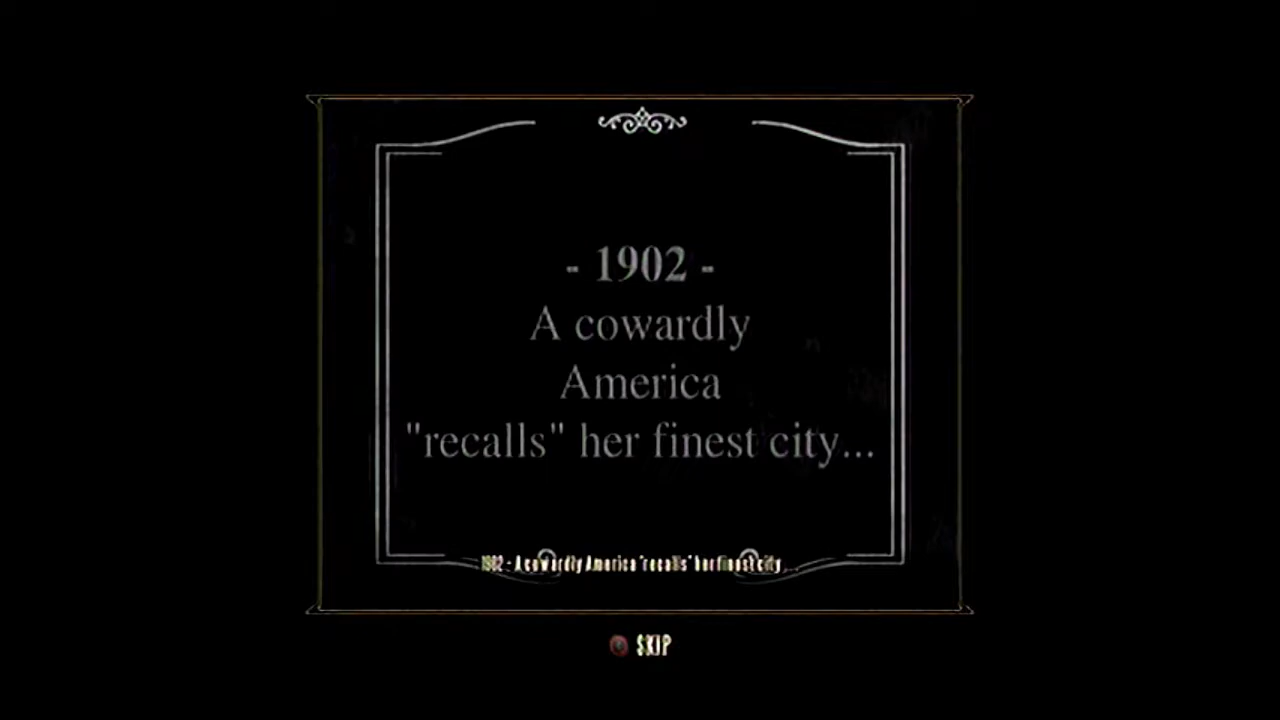 - 1902 -
A cowardly
America
"recalls" her finest city...
1902 - A cowardly America "recalls" her finest city . . .
SKIP